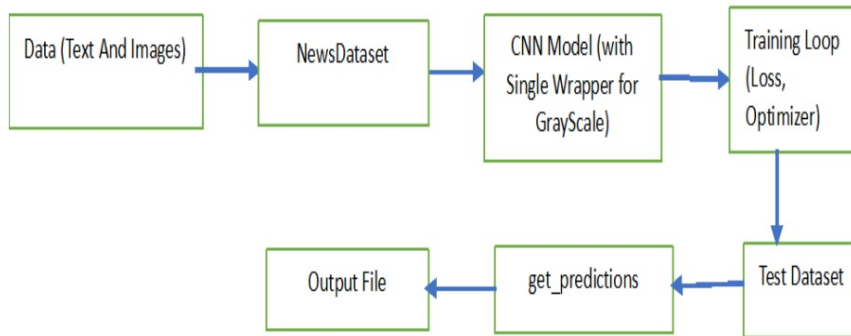 Data (Text And Images)
NewsDataset
CNN Model (with
Single Wrapper for
GrayScale)
Training Loop
(Loss,
Optimizer)
Test Dataset
get_predictions
Output File